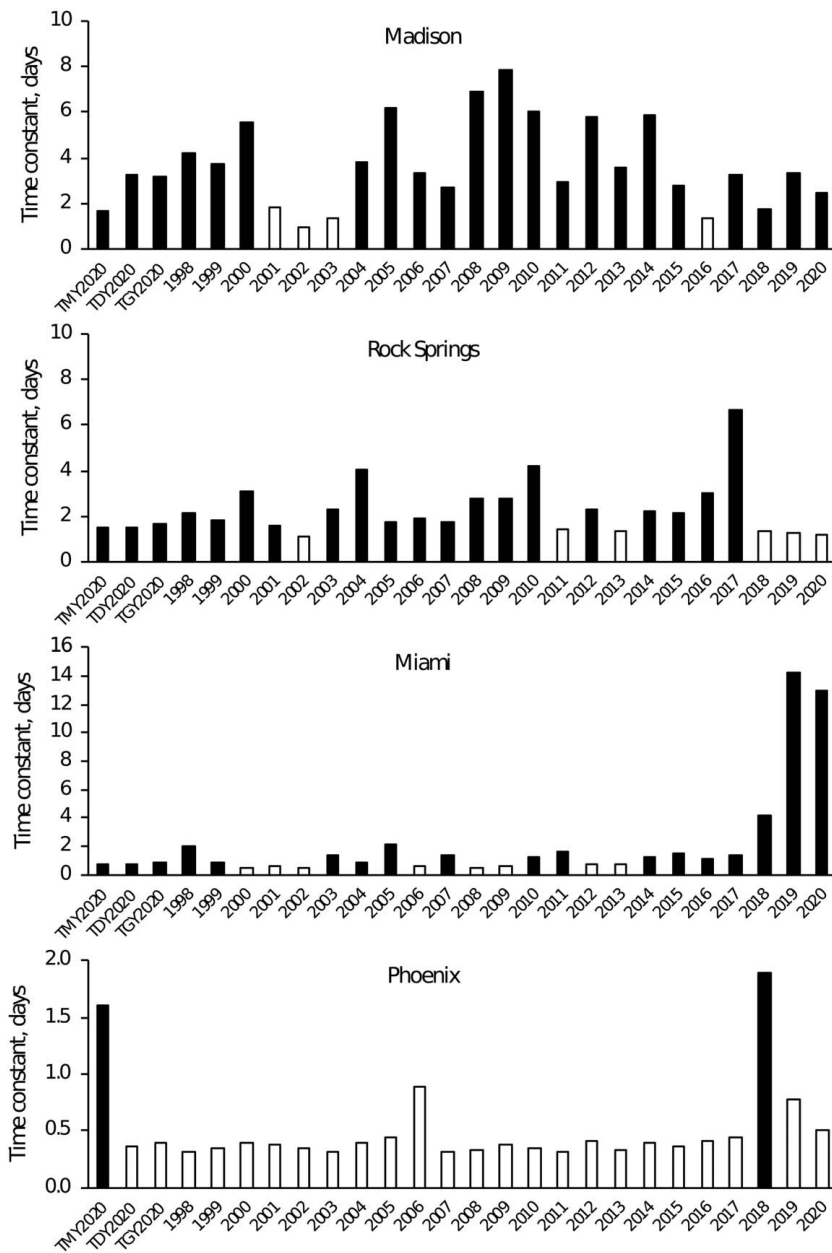 Madison
Time constant, days
10
8
6
4
2
0
TMY2020 TDY2020 TGY2020 1998 1999 2000 2001 2002 2003 2004 2005 2006 2007 2008 2009 2010 2011 2012 2013 2014 2015 2016 2017 2018 2019 2020
Rock Springs
Time constant, days
10
8
6
4
2
0
TMY2020 TDY2020 TGY2020 1998 1999 2000 2001 2002 2003 2004 2005 2006 2007 2008 2009 2010 2011 2012 2013 2014 2015 2016 2017 2018 2019 2020
Miami
Time constant, days
16
14
12
10
8
6
4
2
0
TMY2020 TDY2020 TGY2020 1998 1999 2000 2001 2002 2003 2004 2005 2006 2007 2008 2009 2010 2011 2012 2013 2014 2015 2016 2017 2018 2019 2020
Phoenix
Time constant, days
2.0
1.5
1.0
0.5
0.0
TMY2020 TDY2020 TGY2020 1998 1999 2000 2001 2002 2003 2004 2005 2006 2007 2008 2009 2010 2011 2012 2013 2014 2015 2016 2017 2018 2019 2020